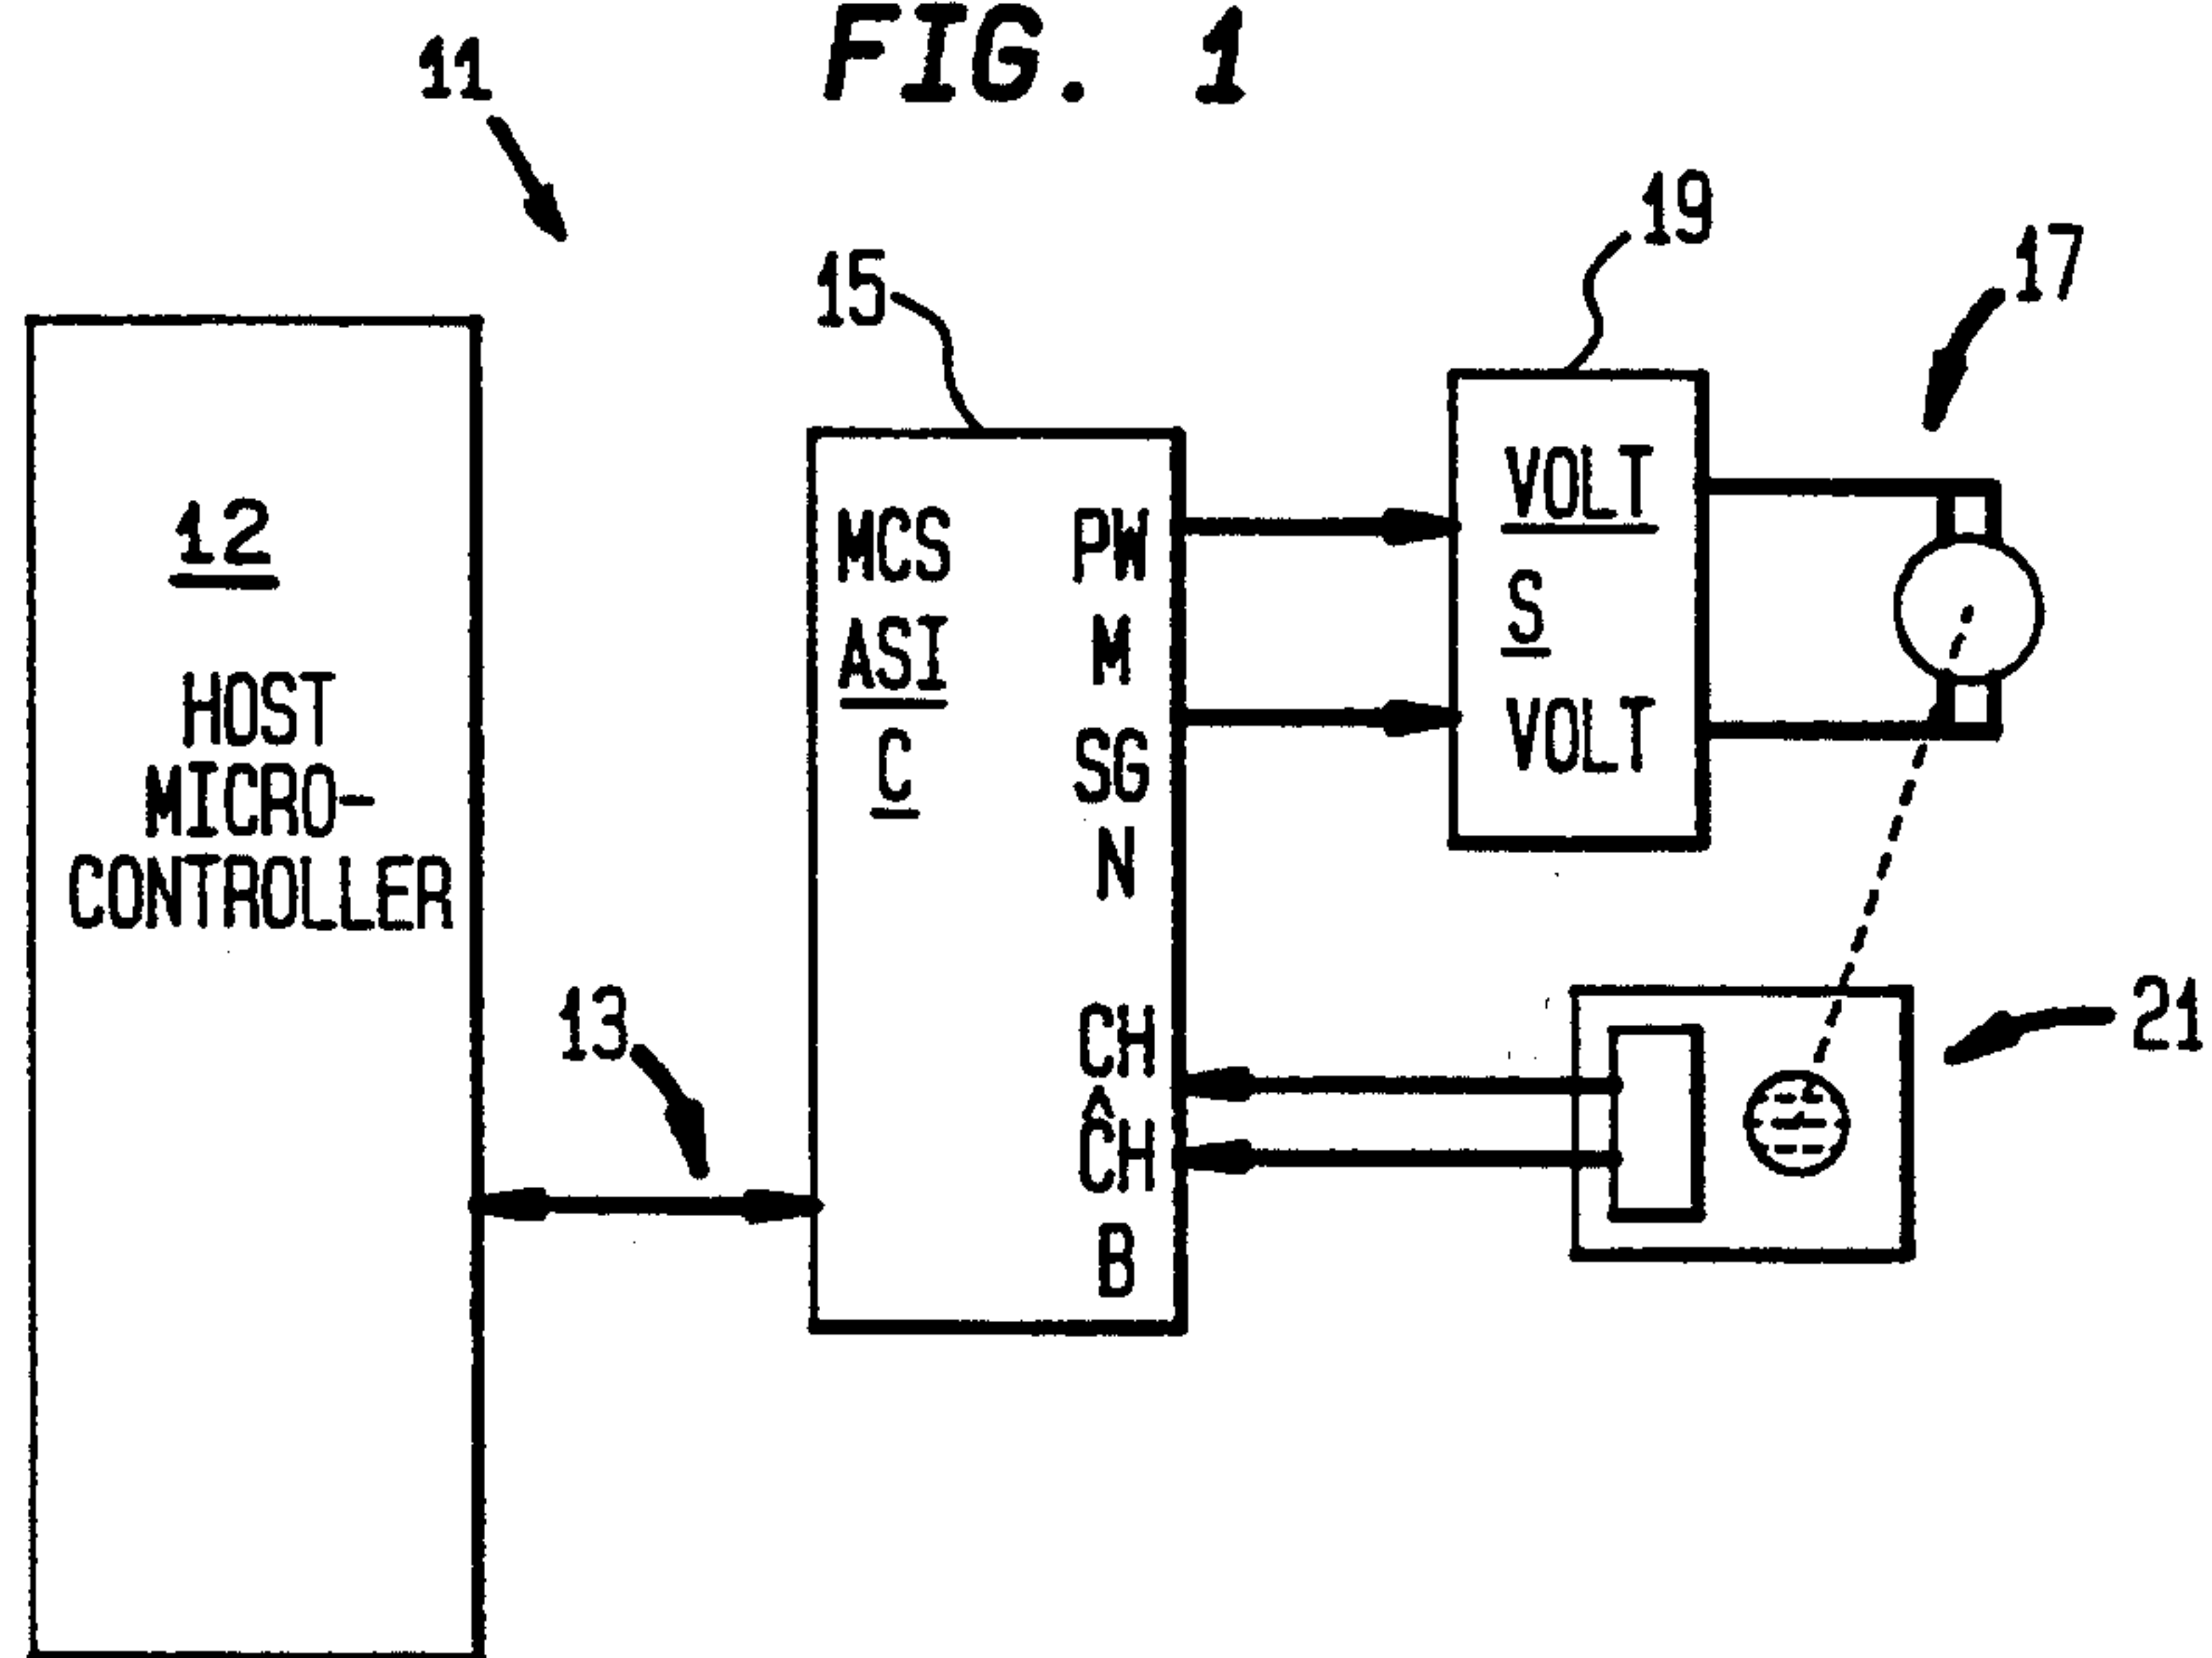 FIG. 1
11
19
17
15
12
HOST
MICRO-
CONTROLLER
13
MCS
ASI
C
PW
M
SG
N
CH
A
CH
B
VOLT
S
VOLT
21